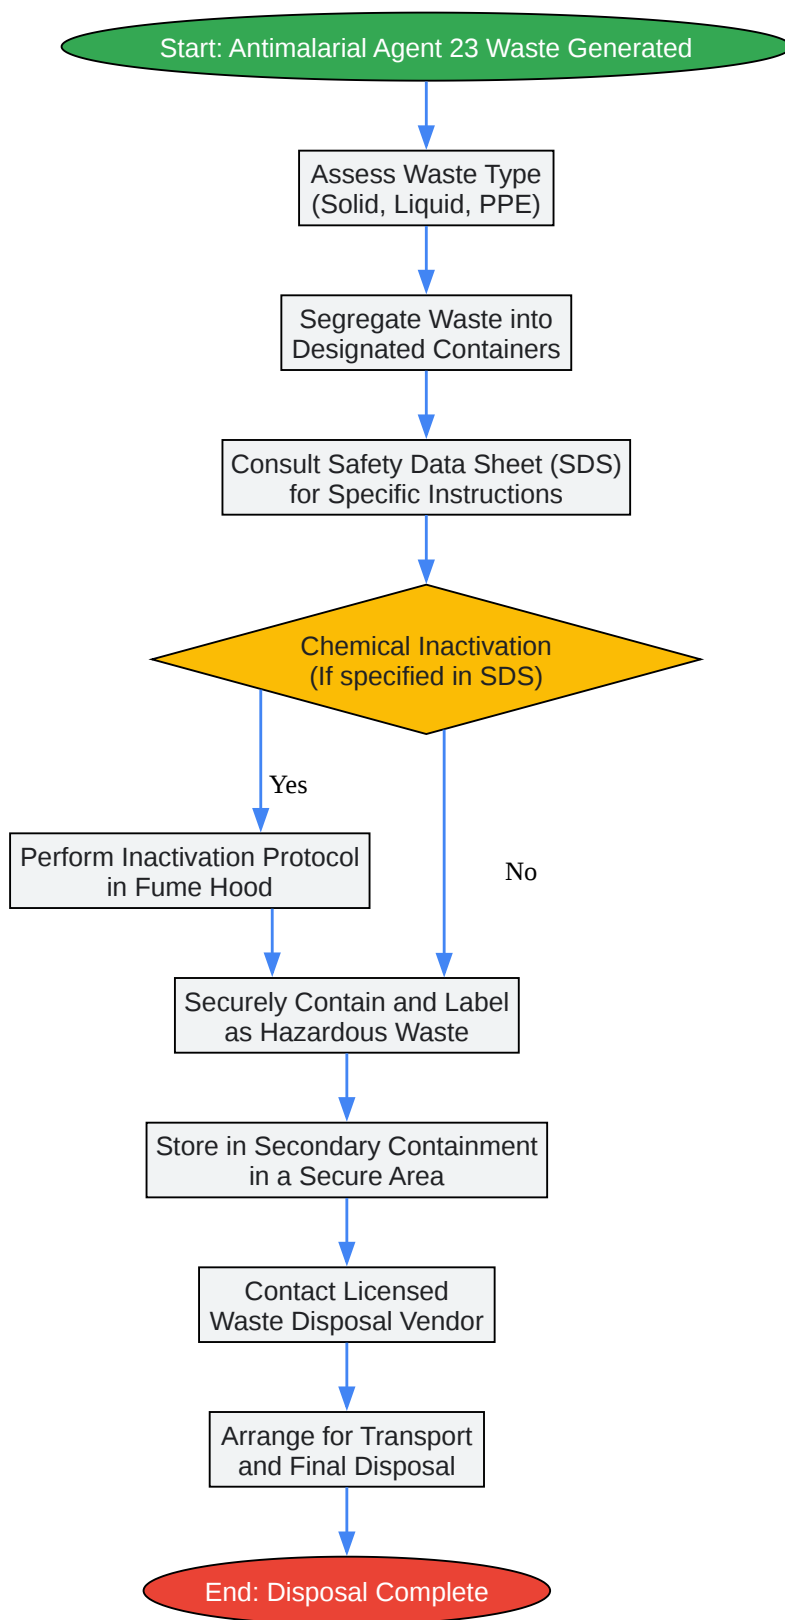 Start: Antimalarial Agent 23 Waste Generated
Assess Waste Type
(Solid, Liquid, PPE)
Segregate Waste into
Designated Containers
Consult Safety Data Sheet (SDS)
for Specific Instructions
Chemical Inactivation
(If specified in SDS)
Yes
Perform Inactivation Protocol
in Fume Hood
No
Securely Contain and Label
as Hazardous Waste
Store in Secondary Containment
in a Secure Area
Contact Licensed
Waste Disposal Vendor
Arrange for Transport
and Final Disposal
End: Disposal Complete